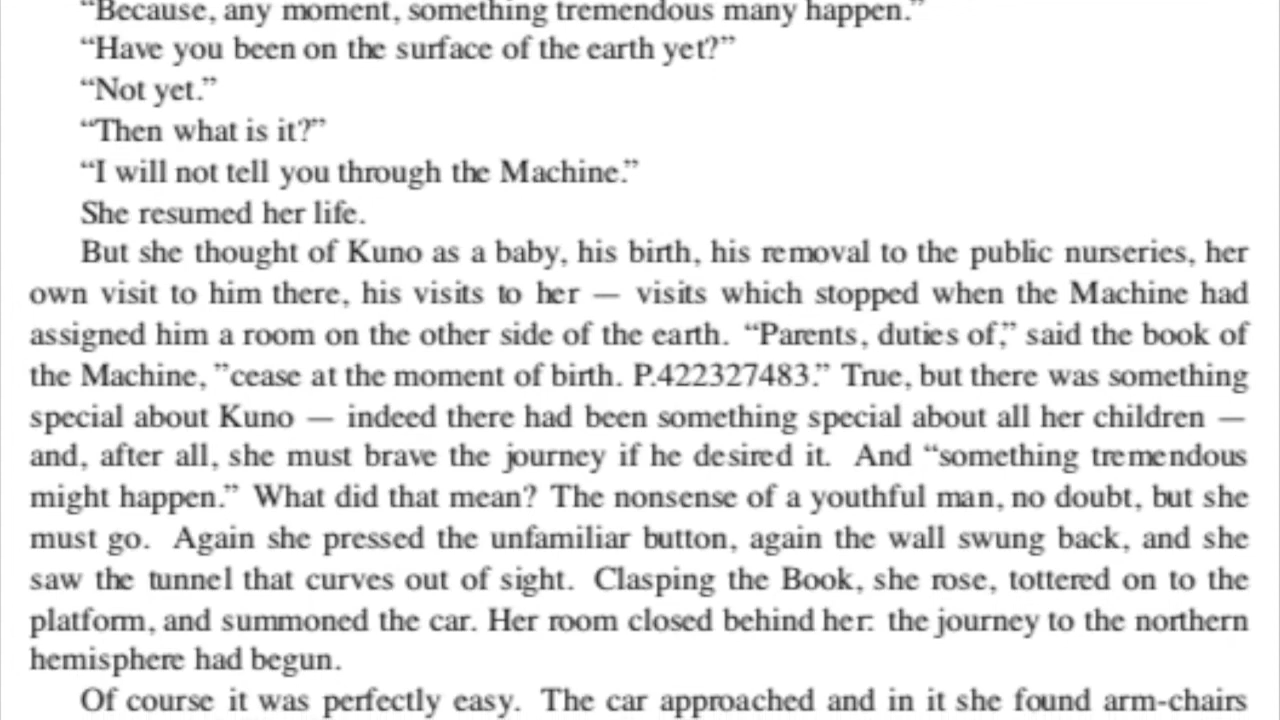 “Because, any moment, something tremendous many happen.”
“Have you been on the surface of the earth yet?”
“Not yet.”
“Then what is it?”
“I will not tell you through the Machine.”
She resumed her life.
But she thought of Kuno as a baby, his birth, his removal to the public nurseries, her
own visit to him there, his visits to her — visits which stopped when the Machine had
assigned him a room on the other side of the earth. “Parents, duties of,” said the book of
the Machine, ”cease at the moment of birth. P.422327483.” True, but there was something
special about Kuno — indeed there had been something special about all her children —
and, after all, she must brave the journey if he desired it. And “something tremendous
might happen.” What did that mean? The nonsense of a youthful man, no doubt, but she
must go. Again she pressed the unfamiliar button, again the wall swung back, and she
saw the tunnel that curves out of sight. Clasping the Book, she rose, tottered on to the
platform, and summoned the car. Her room closed behind her: the journey to the northern
hemisphere had begun.
Of course it was perfectly easy. The car approached and in it she found arm-chairs